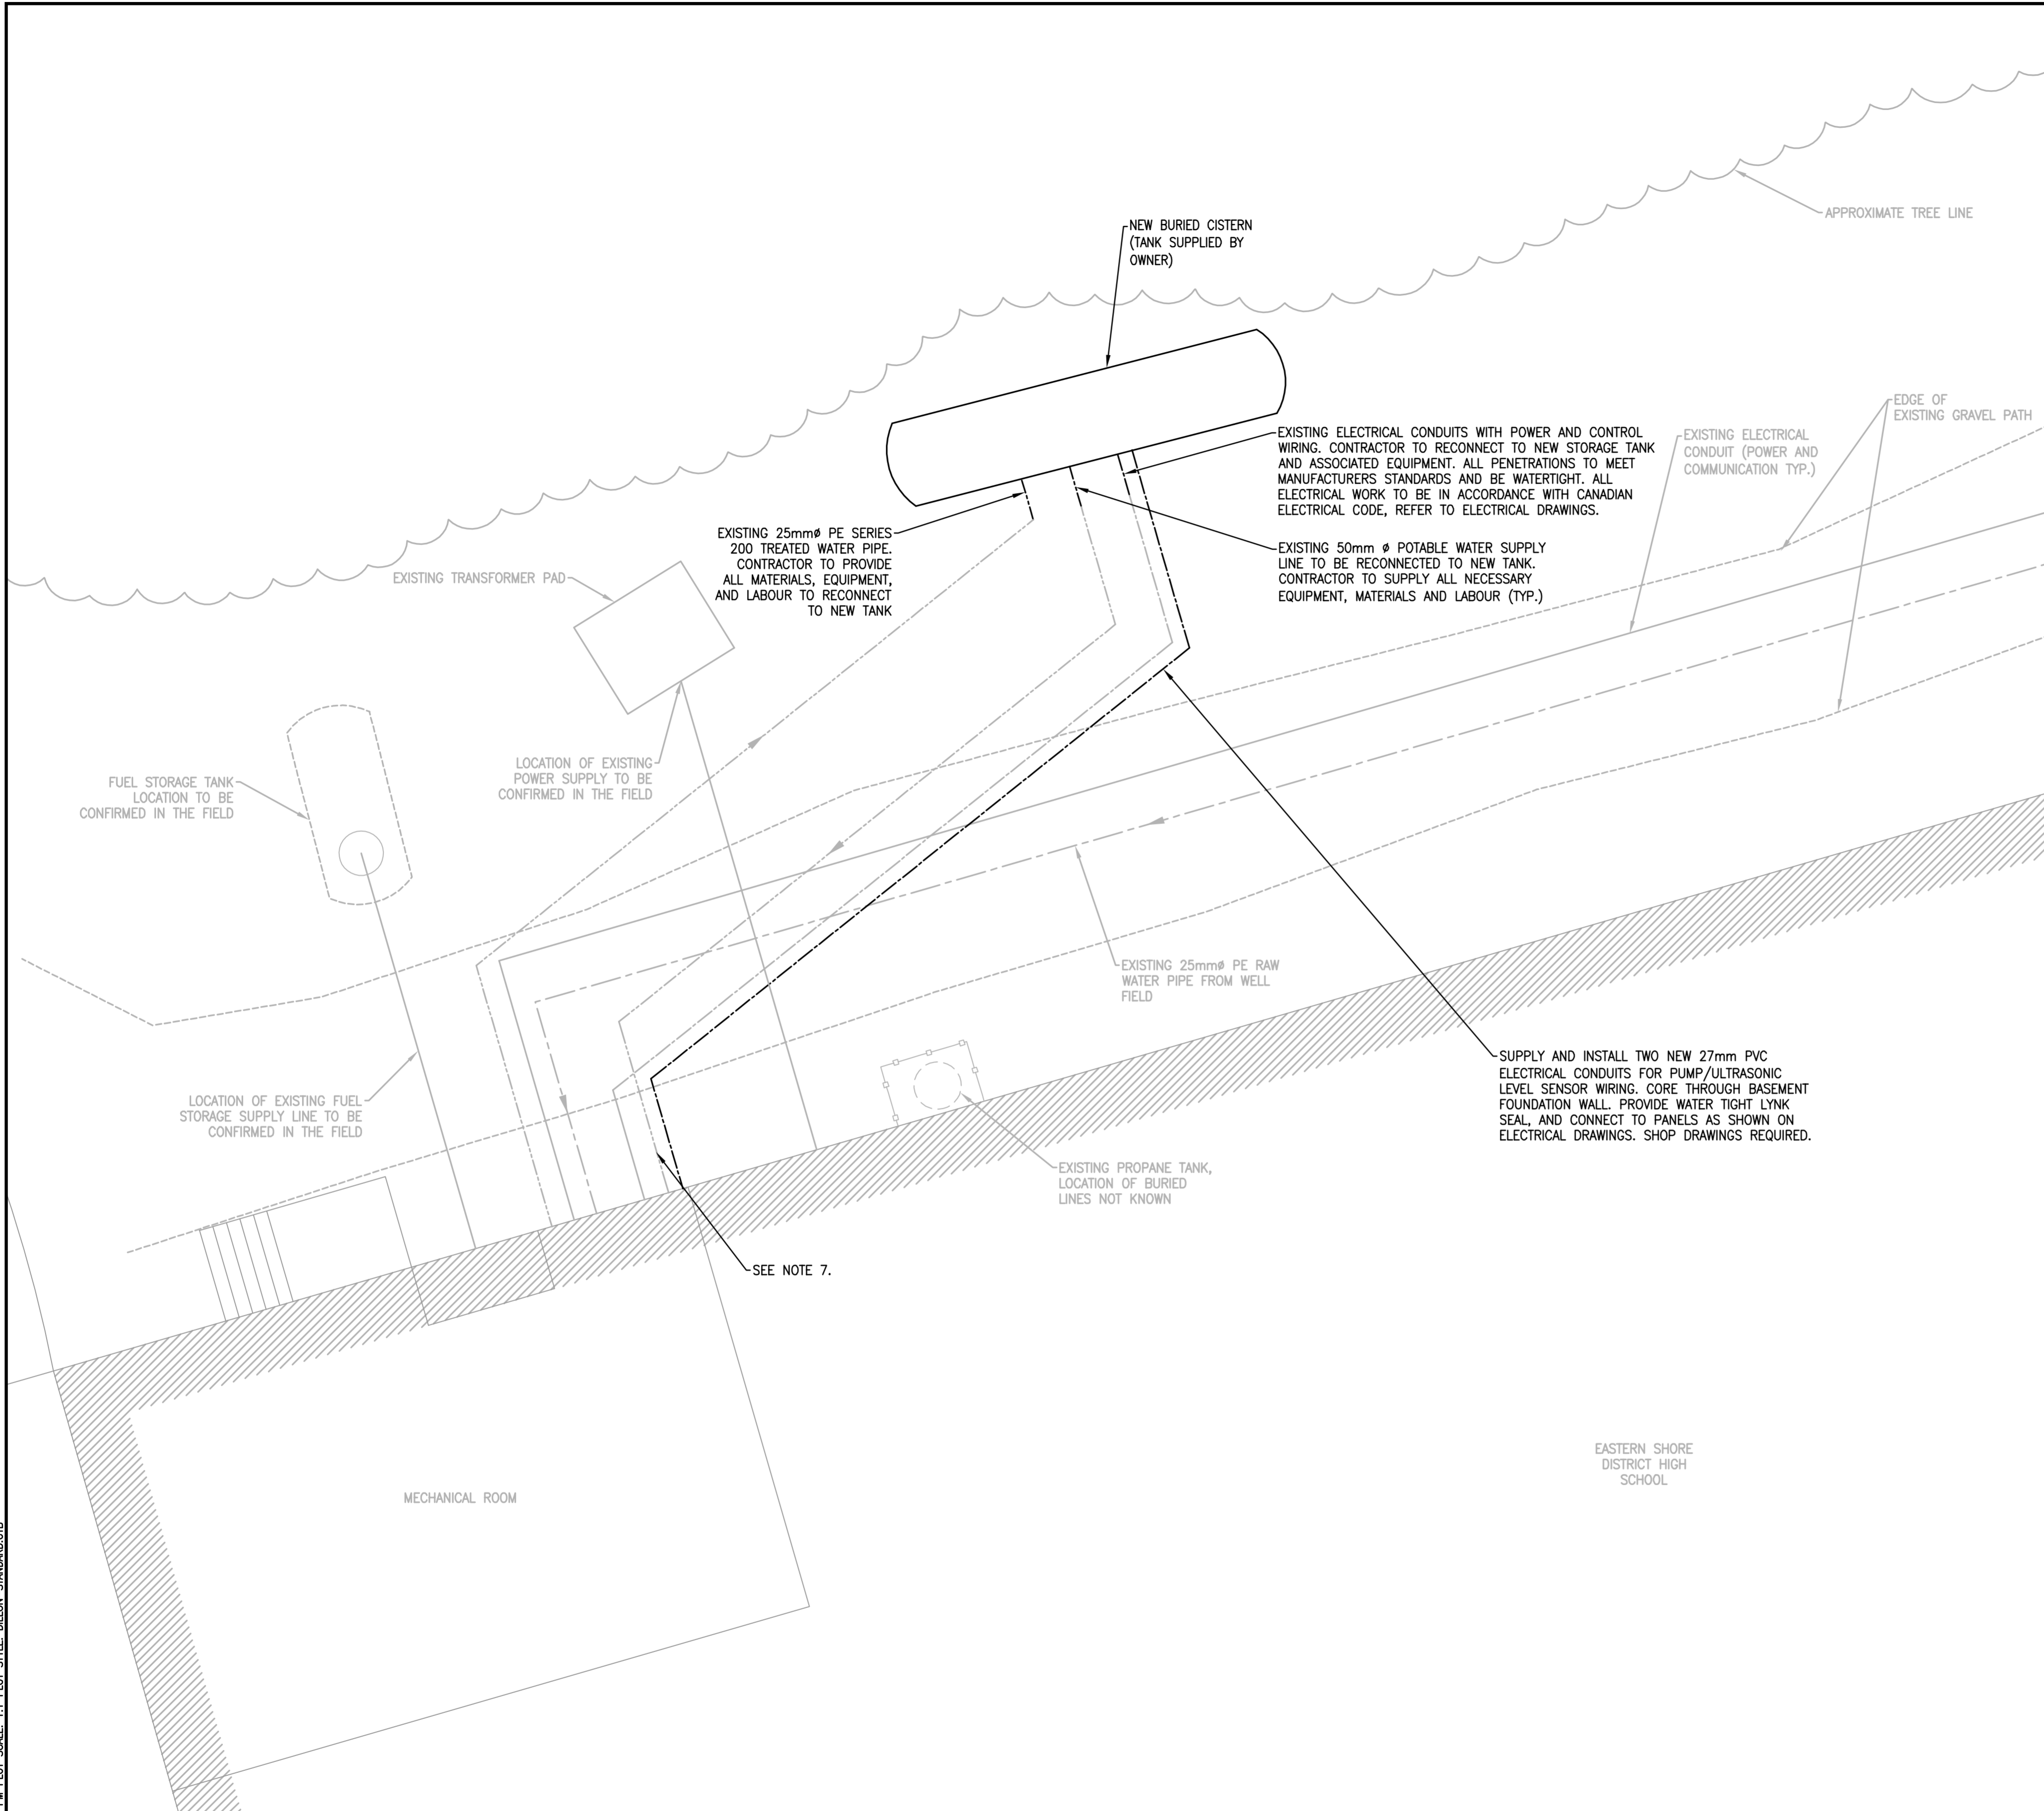 APPROXIMATE TREE LINE
NEW BURIED CISTERN
(TANK SUPPLIED BY
OWNER)
EDGE OF
EXISTING GRAVEL PATH
EXISTING ELECTRICAL CONDUITS WITH POWER AND CONTROL
WIRING. CONTRACTOR TO RECONNECT TO NEW STORAGE TANK
AND ASSOCIATED EQUIPMENT. ALL PENETRATIONS TO MEET
MANUFACTURERS STANDARDS AND BE WATERTIGHT. ALL
ELECTRICAL WORK TO BE IN ACCORDANCE WITH CANADIAN
ELECTRICAL CODE, REFER TO ELECTRICAL DRAWINGS.
EXISTING ELECTRICAL
CONDUIT (POWER AND
COMMUNICATION TYP.)
EXISTING 25mmø PE SERIES
200 TREATED WATER PIPE.
CONTRACTOR TO PROVIDE
ALL MATERIALS, EQUIPMENT,
AND LABOUR TO RECONNECT
TO NEW TANK
EXISTING 50mm ø POTABLE WATER SUPPLY
LINE TO BE RECONNECTED TO NEW TANK.
CONTRACTOR TO SUPPLY ALL NECESSARY
EQUIPMENT, MATERIALS AND LABOUR (TYP.)
EXISTING TRANSFORMER PAD
LOCATION OF EXISTING
POWER SUPPLY TO BE
CONFIRMED IN THE FIELD
FUEL STORAGE TANK
LOCATION TO BE
CONFIRMED IN THE FIELD
EXISTING 25mmø PE RAW
WATER PIPE FROM WELL
FIELD
SUPPLY AND INSTALL TWO NEW 27mm PVC
ELECTRICAL CONDUITS FOR PUMP/ULTRASONIC
LEVEL SENSOR WIRING. CORE THROUGH BASEMENT
FOUNDATION WALL. PROVIDE WATER TIGHT LYNK
SEAL, AND CONNECT TO PANELS AS SHOWN ON
ELECTRICAL DRAWINGS. SHOP DRAWINGS REQUIRED.
LOCATION OF EXISTING FUEL
STORAGE SUPPLY LINE TO BE
CONFIRMED IN THE FIELD
EXISTING PROPANE TANK,
LOCATION OF BURIED
LINES NOT KNOWN
SEE NOTE 7.
EASTERN SHORE
DISTRICT HIGH
SCHOOL
MECHANICAL ROOM